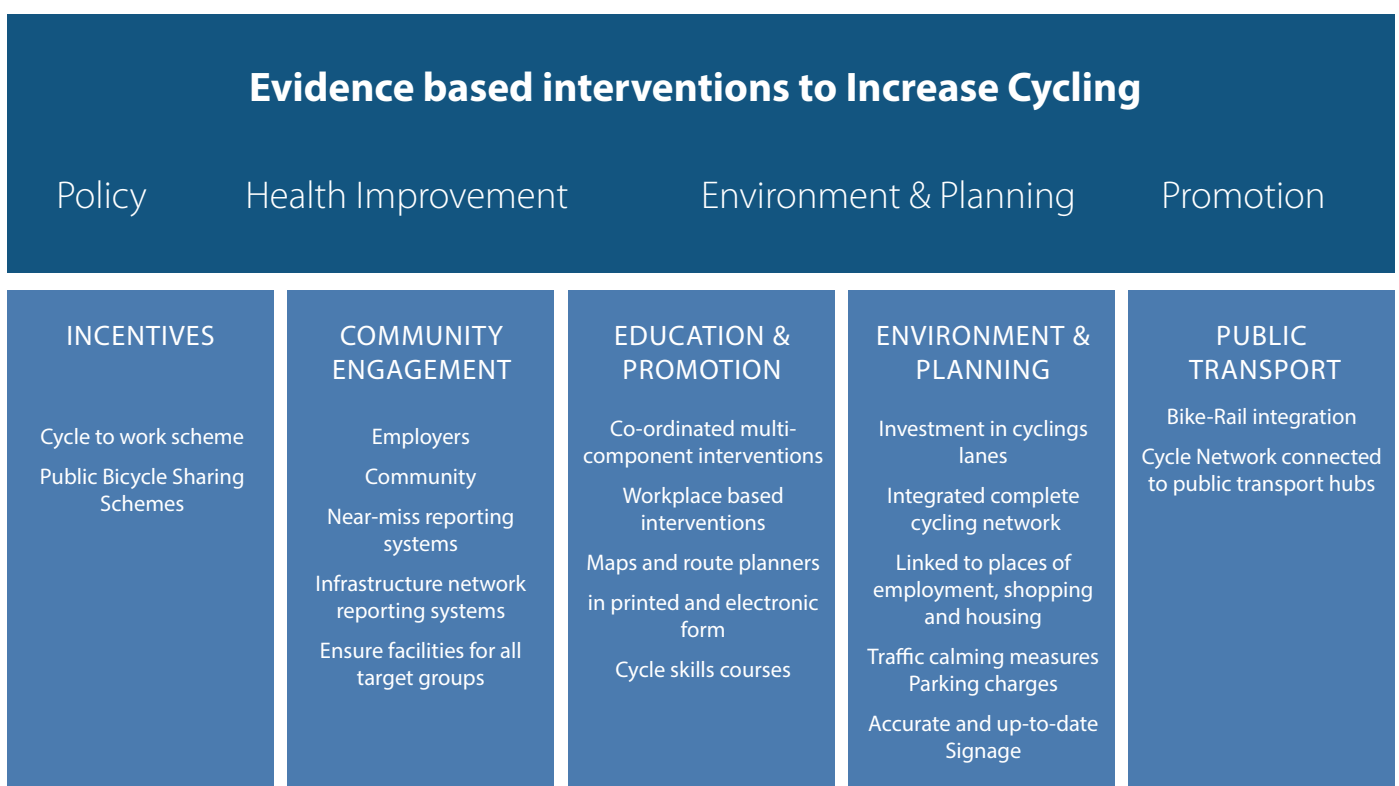 Evidence based interventions to Increase Cycling
Policy Health Improvement Environment & Planning Promotion
INCENTIVES
Cycle to work scheme
Public Bicycle Sharing
Schemes
COMMUNITY
ENGAGEMENT
Employers
Community
Near-miss reporting
systems
Infrastructure network
reporting systems
Ensure facilities for all
target groups
EDUCATION &
PROMOTION
Co-ordinated multi-
component interventions
Workplace based
interventions
Maps and route planners
in printed and electronic
form
Cycle skills courses
ENVIRONMENT &
PLANNING
Investment in cyclings
lanes
Integrated complete
cycling network
Linked to places of
employment, shopping
and housing
Traffic calming measures
Parking charges
Accurate and up-to-date
Signage
PUBLIC
TRANSPORT
Bike-Rail integration
Cycle Network connected
to public transport hubs